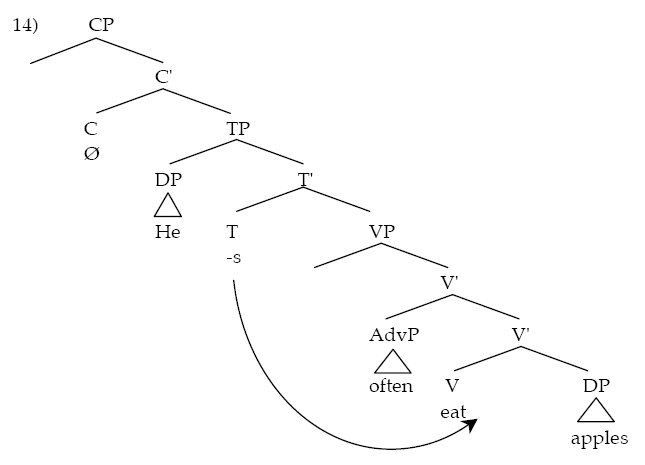 14) CP
C'
C TP
Ø
DP T'
He T VP
-s
V'
AdvP V'
often V DP
eat
apples